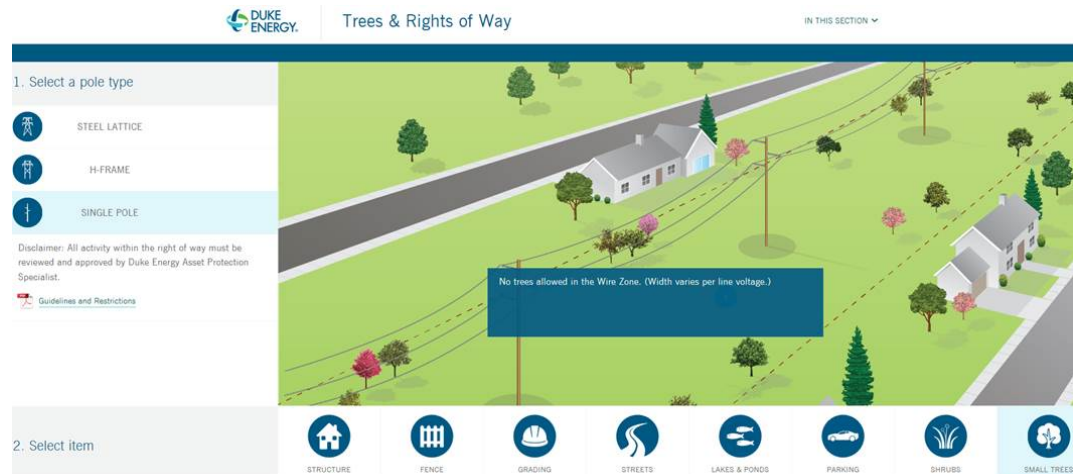 DUKE
ENERGY.
Trees & Rights of Way
IN THIS SECTION
1. Select a pole type
STEEL LATTICE
H-FRAME
SINGLE POLE
Disclaimer: All activity within the right of way must be
reviewed and approved by Duke Energy Asset Protection
Specialist.
Guidelines and Restrictions
No trees allowed in the Wire Zone. (Width varies per line voltage.)
2. Select item
STRUCTURE
FENCE
GRADING
STREETS
LAKES & PONDS
PARKING
SHRUBS
SMALL TREES